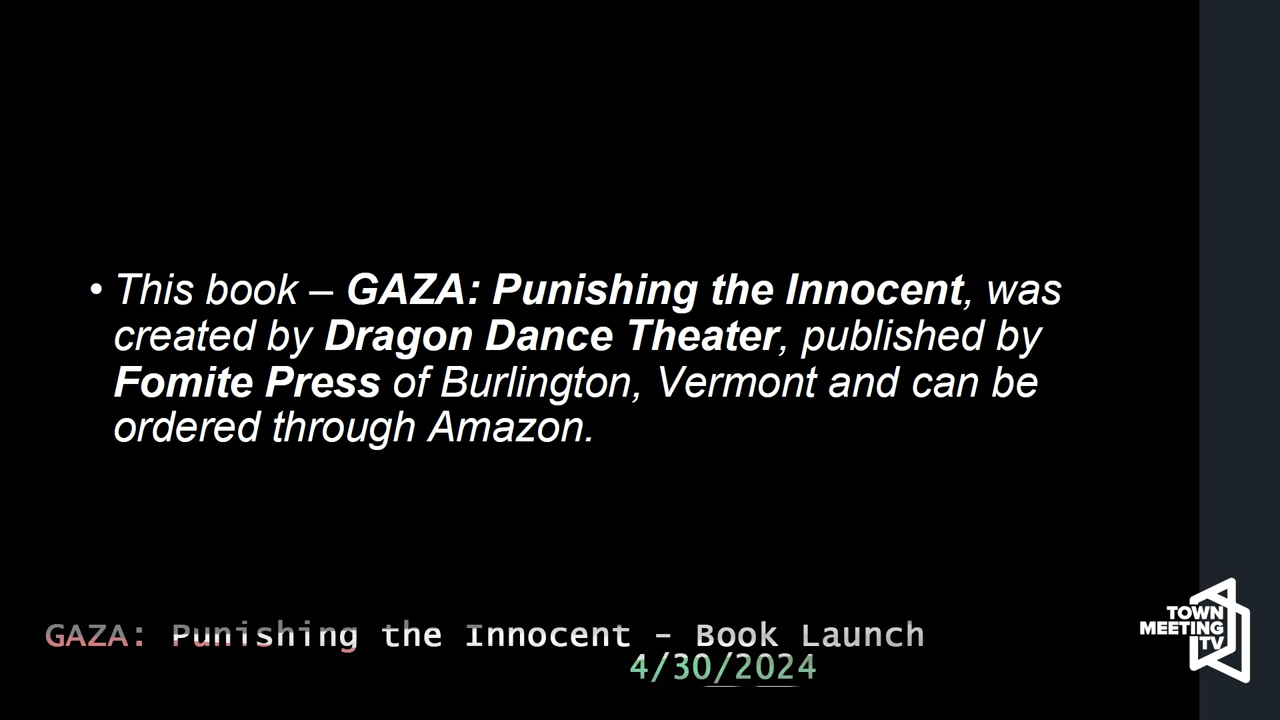 • This book – GAZA: Punishing the Innocent, was
created by Dragon Dance Theater, published by
Fomite Press of Burlington, Vermont and can be
ordered through Amazon.
GAZA: Punishing the Innocent – Book Launch
4/30/2024
TOWN
MEETING
TV